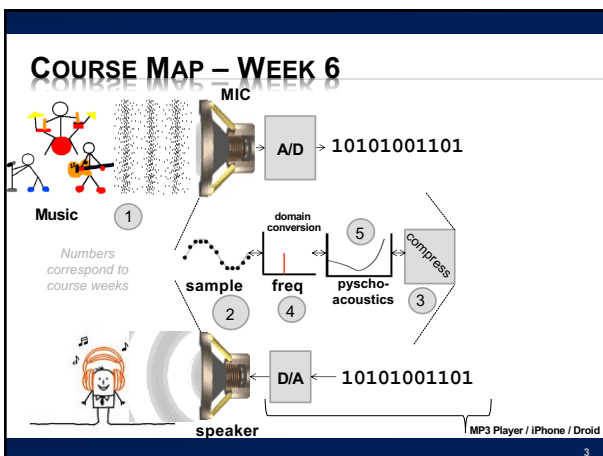 COURSE MAP – WEEK 6
MIC
A/D
10101001101
Music
1
Numbers
correspond to
course weeks
domain
conversion
5
compress
sample
freq
pyscho-
acoustics
2
4
3
D/A
10101001101
speaker
MP3 Player / iPhone / Droid
3